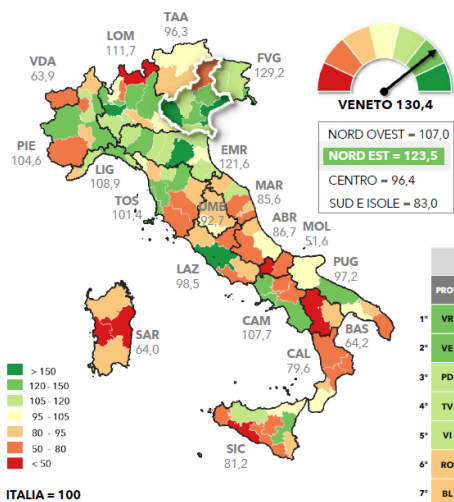 TAA
96,3
LOM
111,7
VDA
63,9
FVG
129,2
VENETO 130,4
NORD OVEST = 107,0
NORD EST = 123,5
CENTRO = 96,4
SUD E ISOLE = 83,0
PIE
104,6
EMR
121,6
LIG
108,9
TOS
101,4
MAR
85,6
UMB
92,7
ABR
86,7
MOL
51,6
LAZ
98,5
PUG
97,2
CAM
107,7
BAS
64,2
SAR
64,0
CAL
79,6
SIC
81,2
> 150
120 - 150
105 - 120
95 - 105
80 - 95
50 - 80
< 50
ITALIA = 100
1° VR
2° VE
3° PD
4° TV
5° VI
6° RO
7° BL